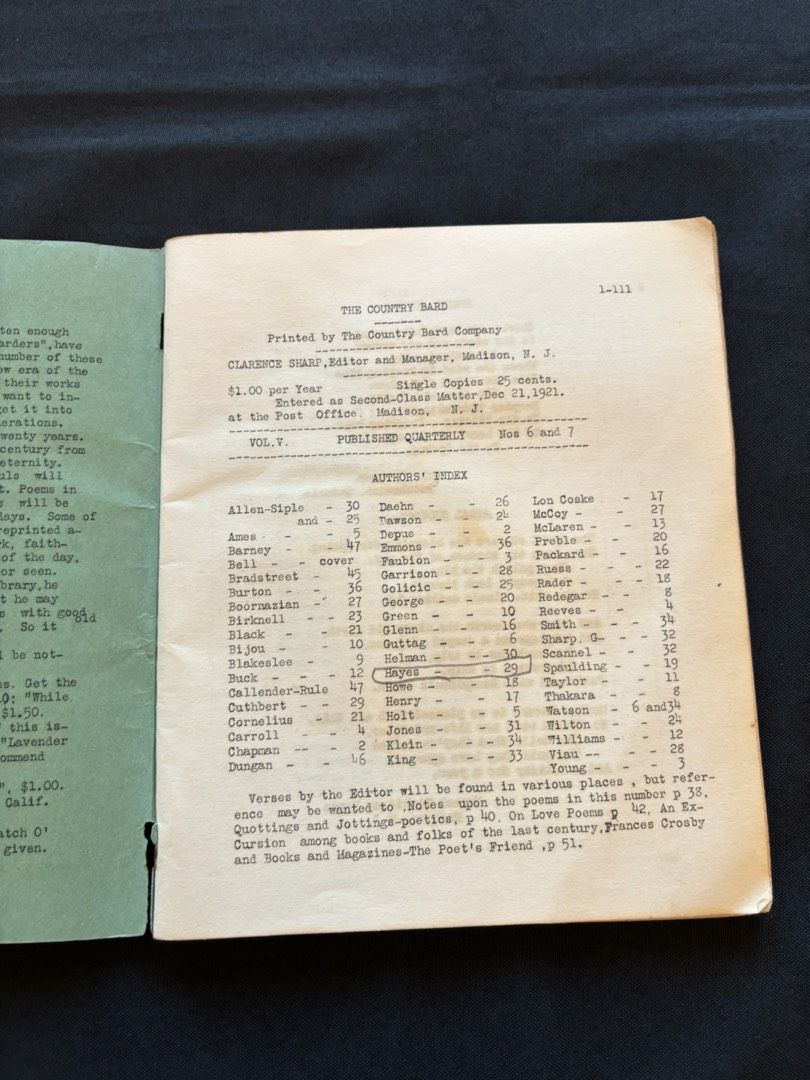 ten enough
arders",have
number of these
ew era of the
their works
want to in-
get it into
erations.
wenty years.
century from
eternity.
uls will
t. Poems in
s will be
days. Some of
reprinted a-
rk, faith-
of the day,
or seen.
brary,he
t he may
s with good
old
. So it
l be not-
es. Get the
10: "While
$1.50.
f this is-
"Lavender
ommend
", $1.00.
Calif.
atch O'
given.
1-111
THE COUNTRY BARD
Printed by The Country Bard Company
CLARENCE SHARP,Editor and Manager, Madison, N. J.
$1.00 per Year Single Copies 25 cents.
Entered as Second-Class Matter,Dec 21,1921.
at the Post Office, Madison, N. J.
VOL.V. PUBLISHED QUARTERLY Nos 6 and 7
AUTHORS' INDEX
Allen-Siple - 30
and - 25
Ames - - 5
Barney - - 47
Bell - - cover
Bradstreet - 45
Burton - - 36
Boornazian - 27
Birknell - - 23
Black - - 21
Bijou - - 10
Blakeslee - 9
Buck - - - 12
Callender-Rule 47
Cuthbert - - 29
Cornelius - 21
Carroll - - 4
Chapman -- - 2
Dungan - - 46
Daehn - - 26
Dawson - - 24
Depue - - 2
Emmons - - 36
Faubion - - 3
Garrison - - 28
Golicic - - 25
George - - 20
Green - - 10
Glenn - - 16
Guttag - - 6
Helman - - 30
Hayes - - 29
Howe - - 18
Henry - - 17
Holt - - 5
Jones - - 31
Klein - - 34
King - - 33
Lon Coske - 17
McCoy - - 27
McLaren - - 13
Preble - - 20
Packard - - 16
Ruess - - 22
Rader - - 18
Redegar - - 8
Reeves - - 4
Smith - - 34
Sharp. G- - 32
Scannel - - 32
Spaulding - 19
Taylor - - 11
Thakara - - 8
Watson - 6 and34
Wilton - - 24
Williams - - 12
Viau -- - 28
Young - - 3
Verses by the Editor will be found in various places , but refer-
ence may be wanted to ,Notes upon the poems in this number p 38,
Quottings and Jottings-poetics, p 40, On Love Poems p 42, An Ex-
Cursion among books and folks of the last century,Frances Crosby
and Books and Magazines-The Poet's Friend ,p 51.